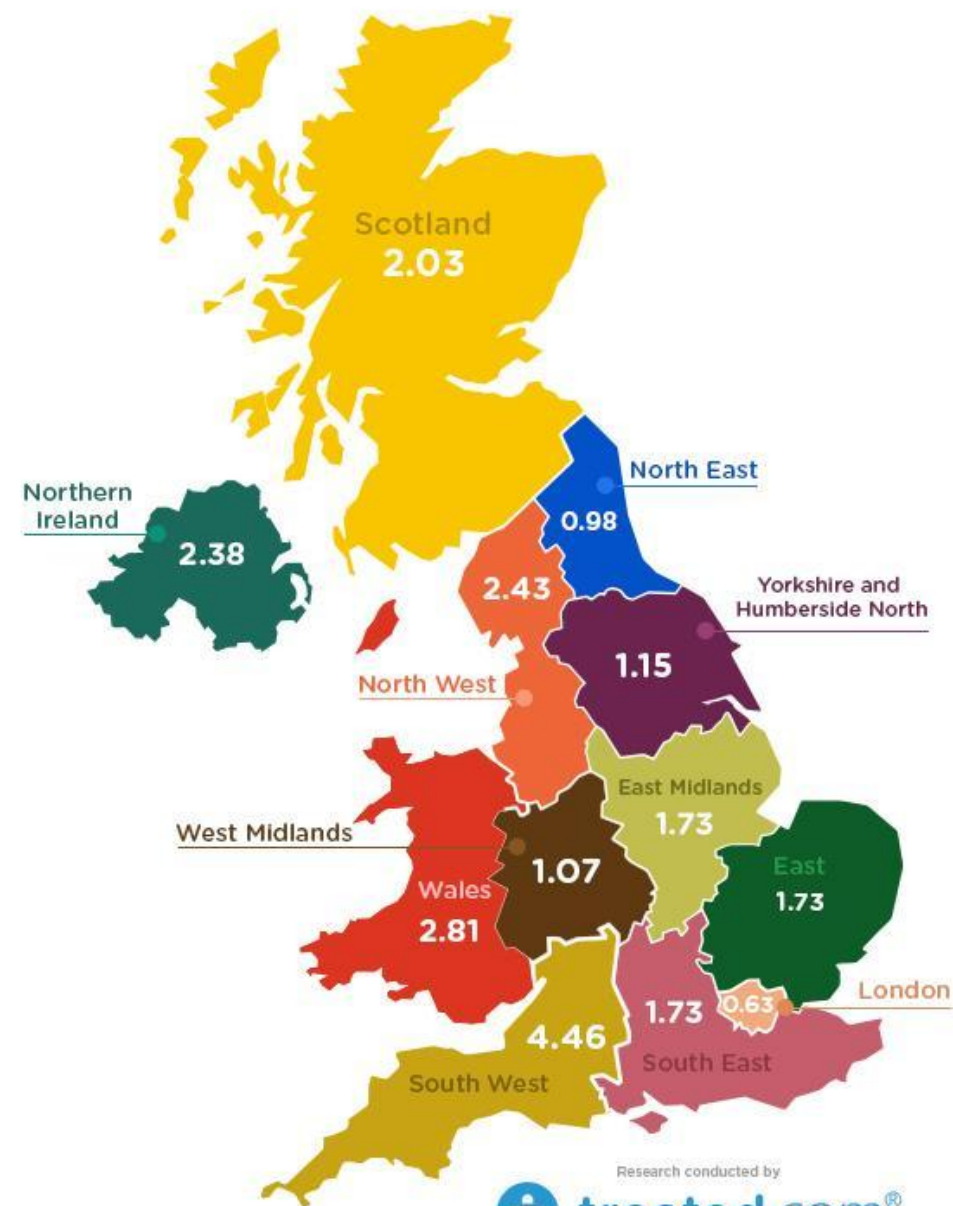 Scotland
2.03
North East
0.98
Northern
Ireland
2.38
2.43
Yorkshire and
Humberside North
1.15
North West
East Midlands
1.73
West Midlands
1.07
East
1.73
Wales
2.81
London
0.63
1.73
South East
4.46
South West
Research conducted by
treated.com®